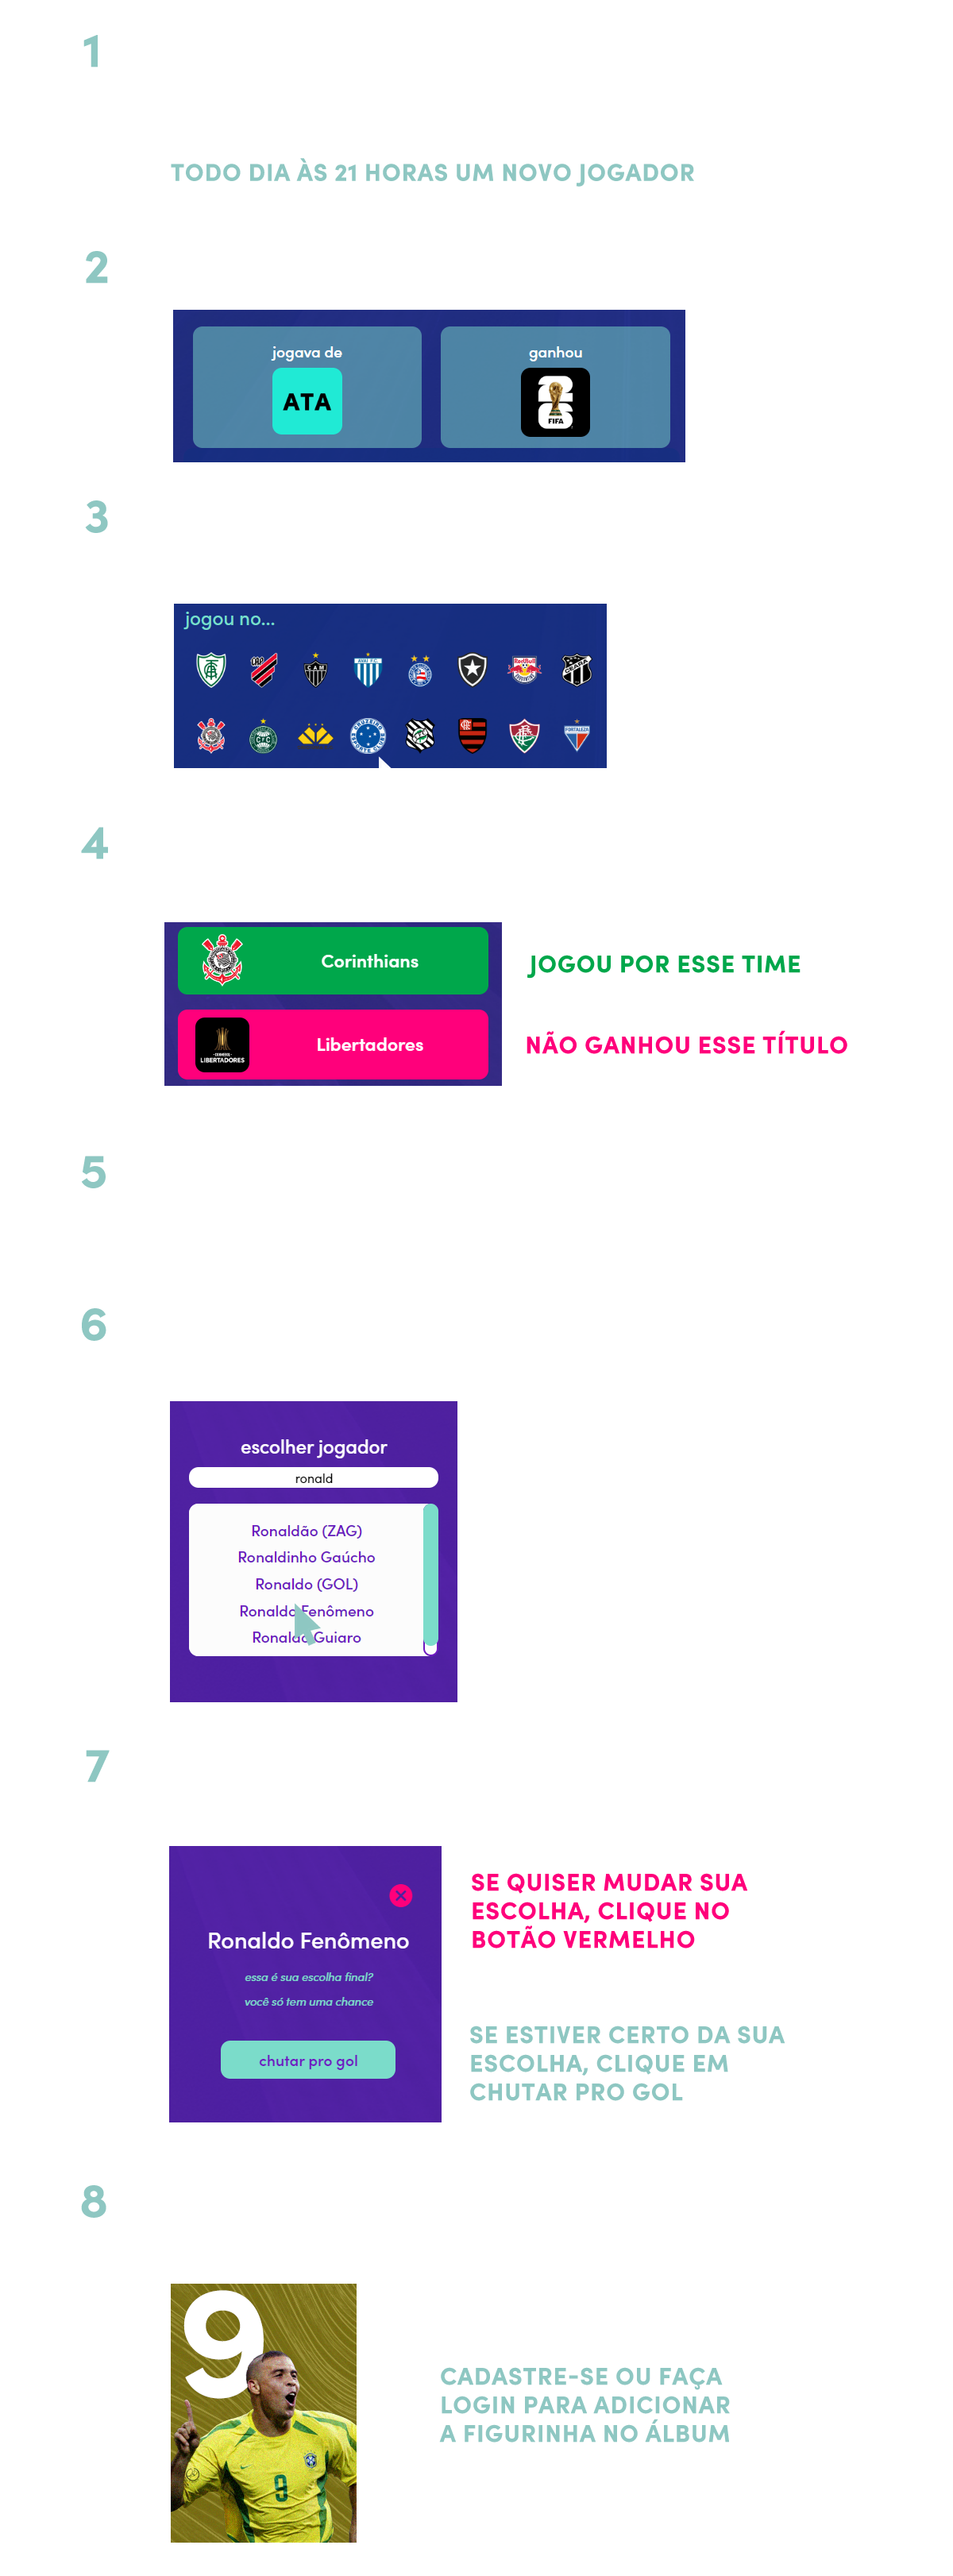 1
TODO DIA ÀS 21 HORAS UM NOVO JOGADOR
2
jogava de
ganhou
ATA
26
FIFA
3
jogou no...
4
Corinthians
JOGOU POR ESSE TIME
LIBERTADORES
Libertadores
NÃO GANHOU ESSE TÍTULO
5
6
escolher jogador
ronald
Ronaldão (ZAG)
Ronaldinho Gaúcho
Ronaldo (GOL)
Ronaldo Fenômeno
Ronaldo Guiaro
7
SE QUISER MUDAR SUA
ESCOLHA, CLIQUE NO
BOTÃO VERMELHO
Ronaldo Fenômeno
essa é sua escolha final?
você só tem uma chance
SE ESTIVER CERTO DA SUA
ESCOLHA, CLIQUE EM
CHUTAR PRO GOL
chutar pro gol
8
9
9
CADASTRE-SE OU FAÇA
LOGIN PARA ADICIONAR
A FIGURINHA NO ÁLBUM